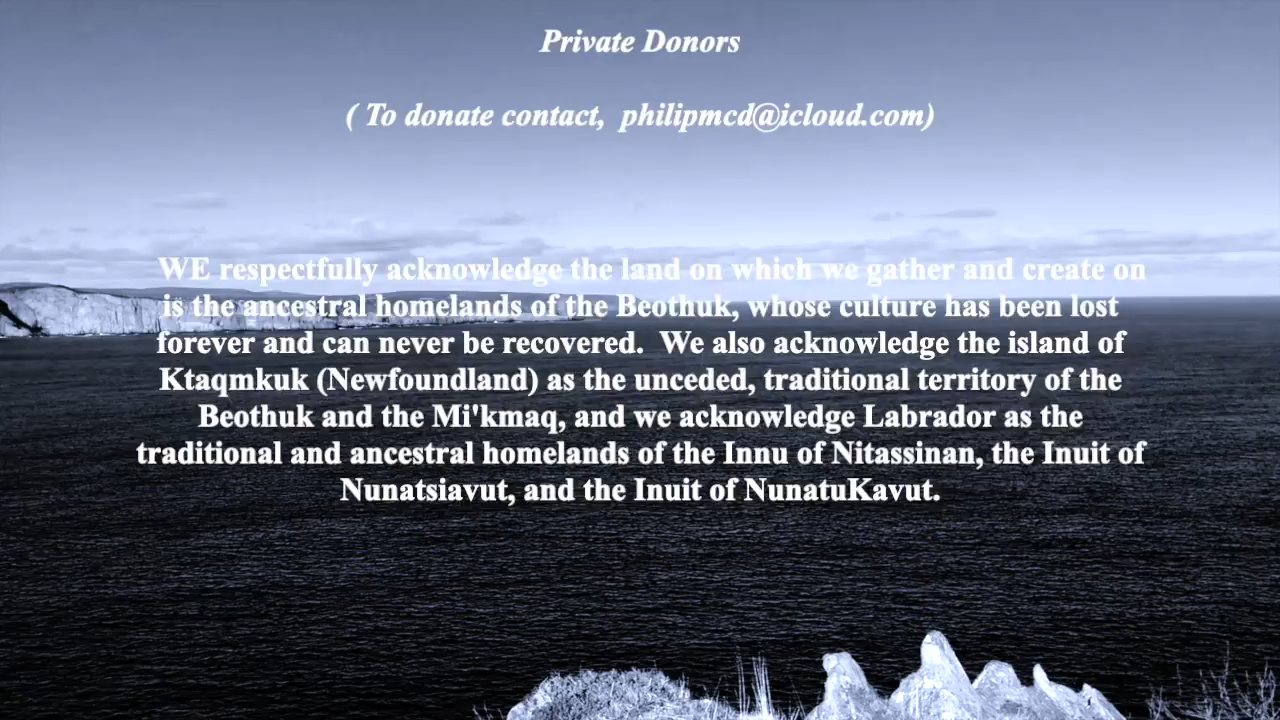 Private Donors
( To donate contact,  philipmcd@icloud.com)
WE respectfully acknowledge the land on which we gather and create on
is the ancestral homelands of the Beothuk, whose culture has been lost
forever and can never be recovered.  We also acknowledge the island of
Ktaqmkuk (Newfoundland) as the unceded, traditional territory of the
Beothuk and the Mi'kmaq, and we acknowledge Labrador as the
traditional and ancestral homelands of the Innu of Nitassinan, the Inuit of
Nunatsiavut, and the Inuit of NunatuKavut.